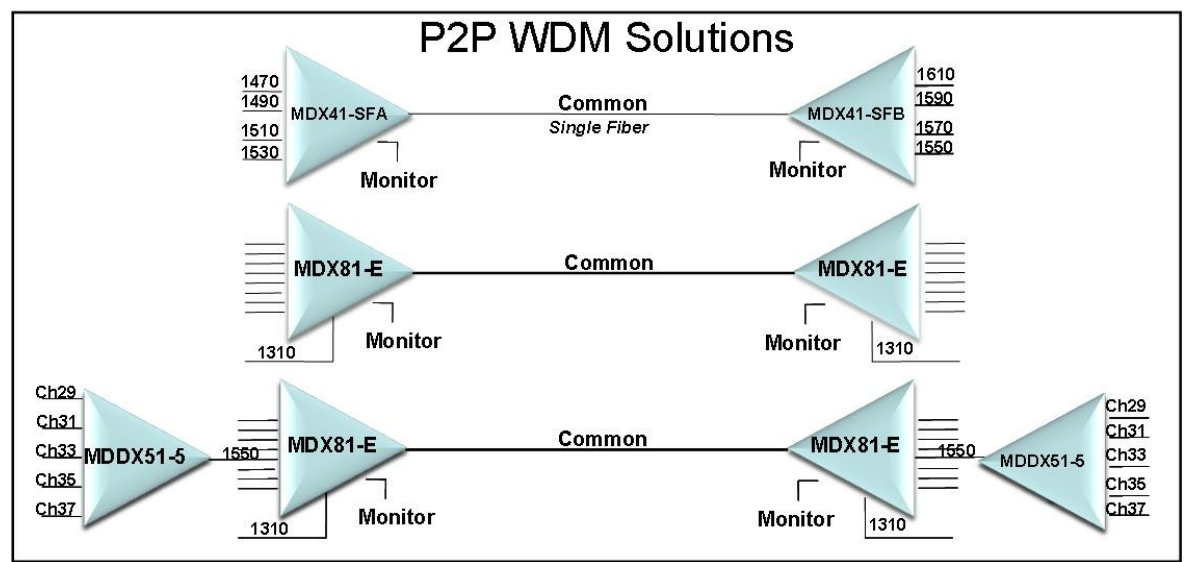 P2P WDM Solutions
1470
1490
1510
1530
MDX41-SFA
Monitor
Common
Single Fiber
MDX41-SFB
Monitor
1610
1590
1570
1550
MDX81-E
1310
Monitor
Common
MDX81-E
Monitor
1310
Ch29
Ch31
Ch33
Ch35
Ch37
MDDX51-5
1550
MDX81-E
1310
Monitor
Common
MDX81-E
Monitor
1310
1550
MDDX51-5
Ch29
Ch31
Ch33
Ch35
Ch37